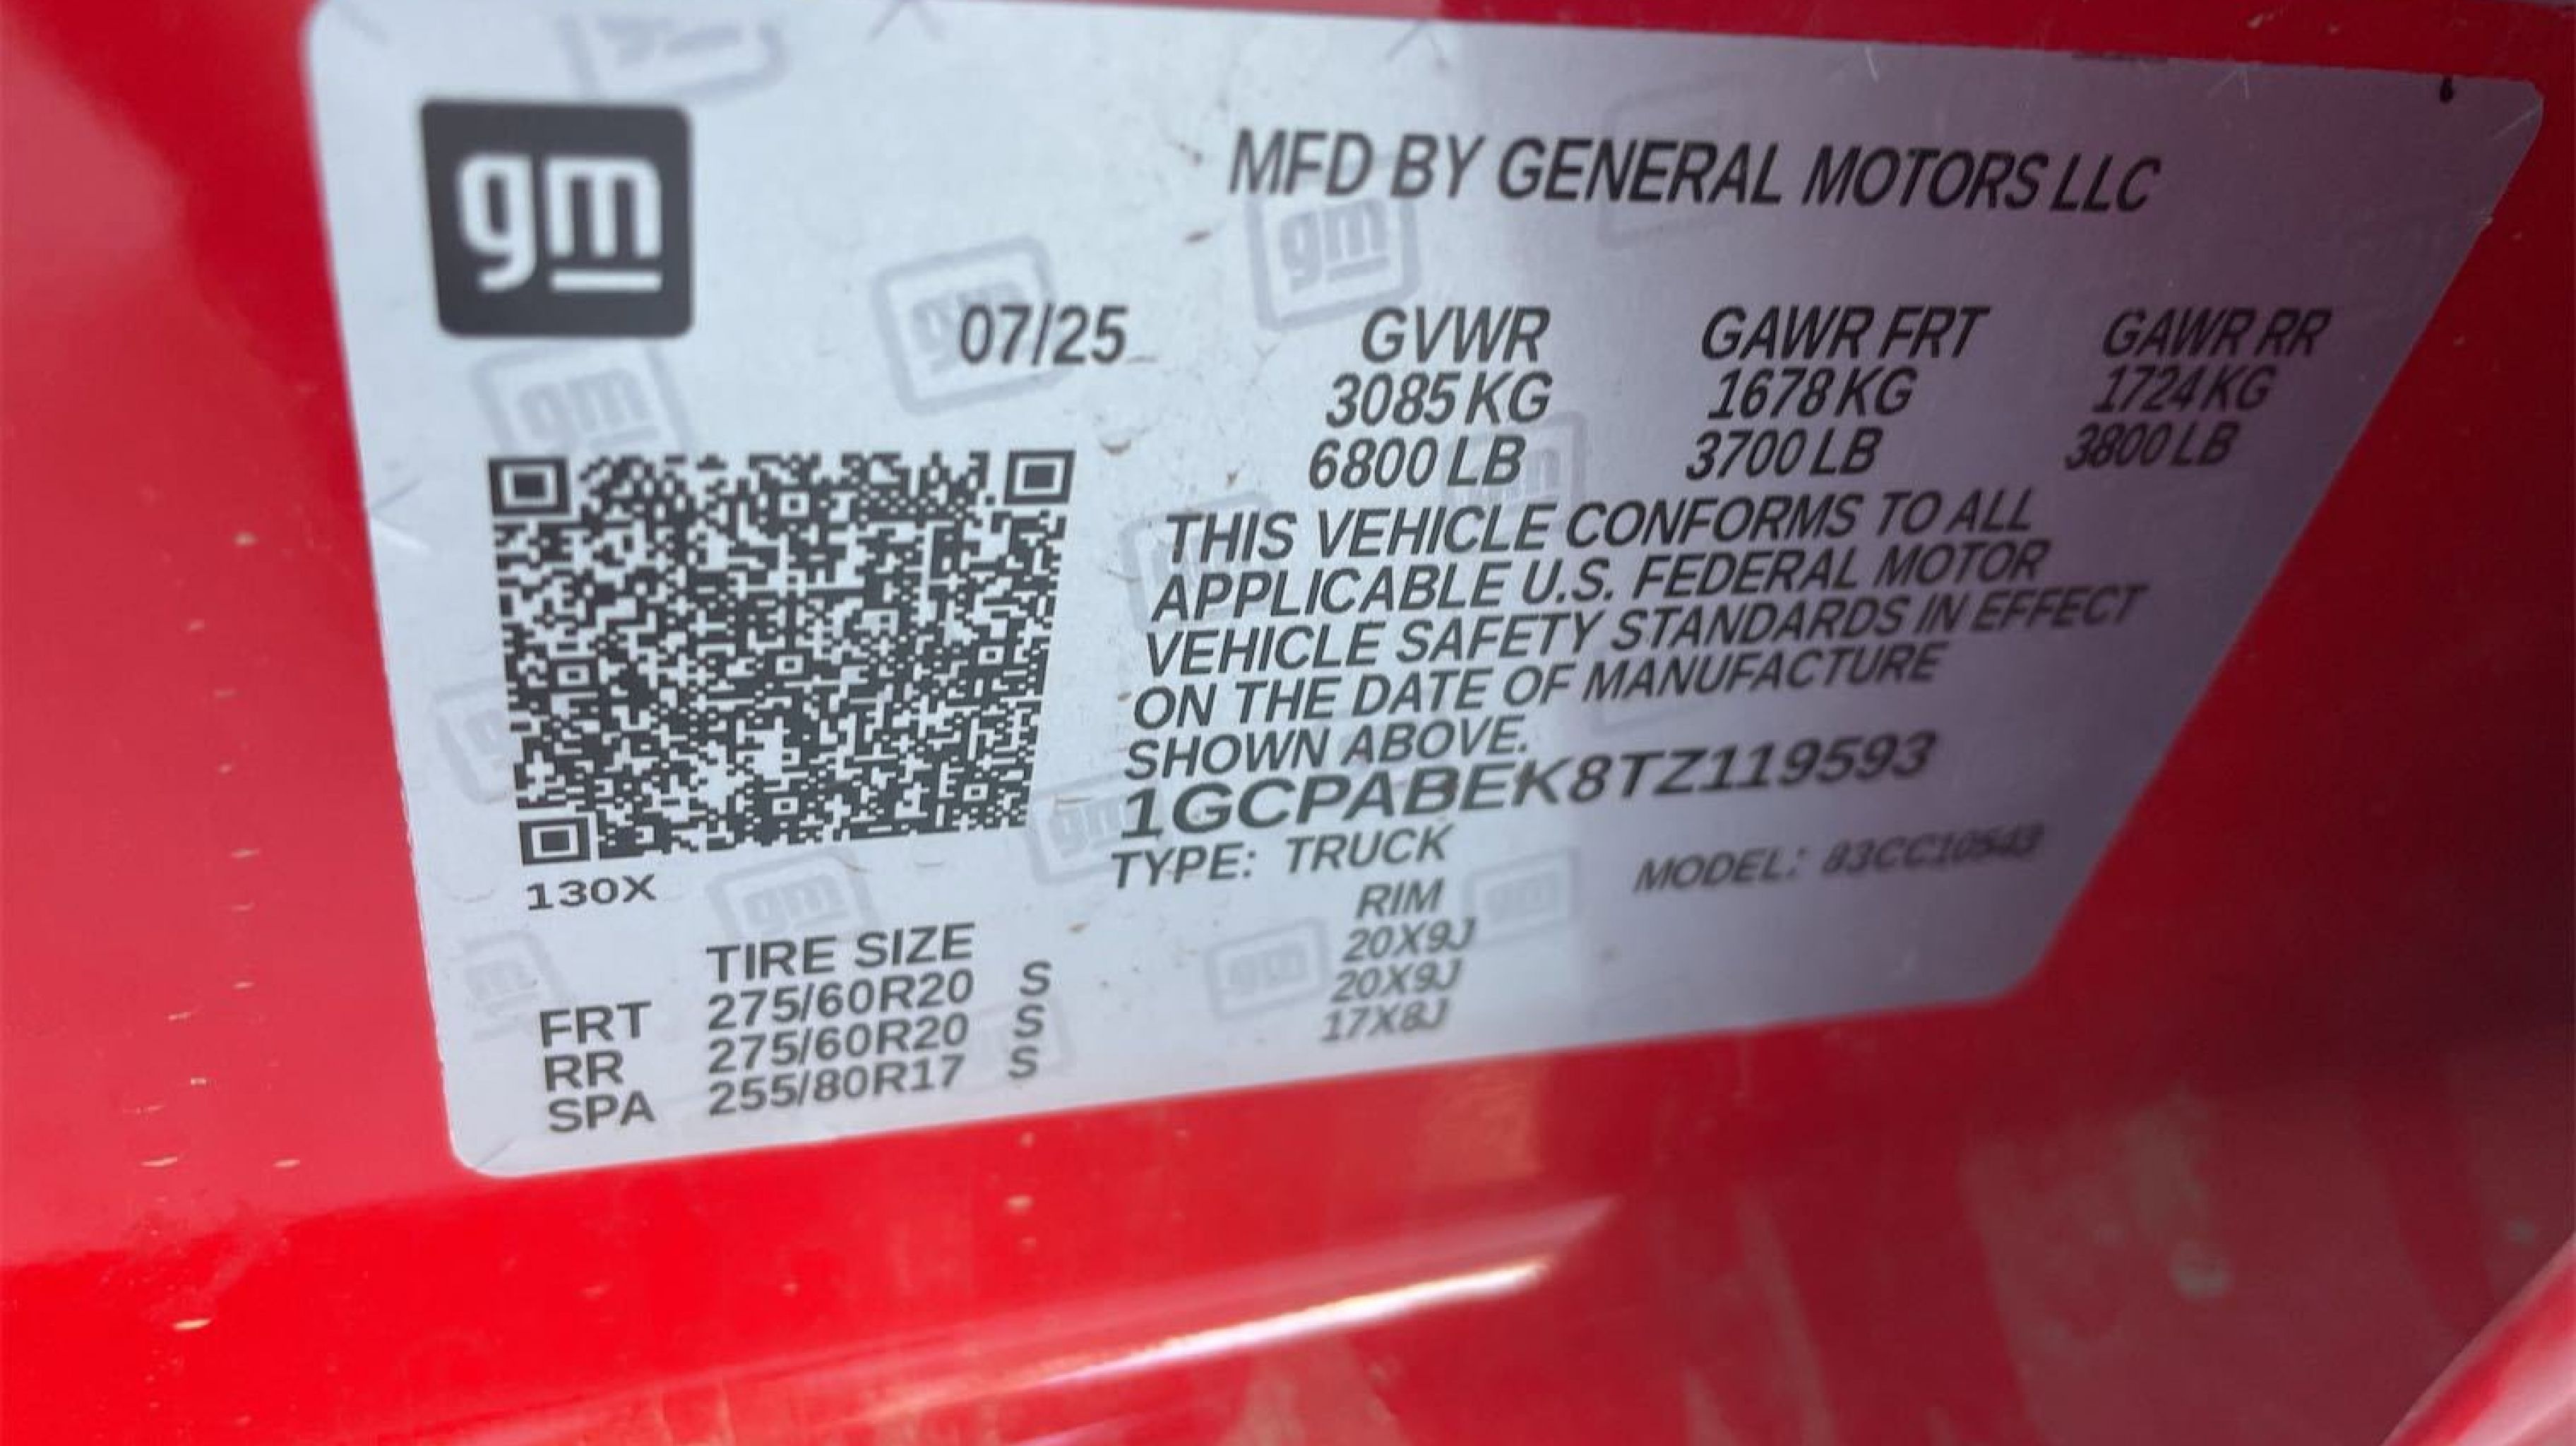 gm
MFD BY GENERAL MOTORS LLC
07/25 GVWR GAWR FRT GAWR RR
3085 KG 1678 KG 1724 KG
6800 LB 3700 LB 3800 LB
THIS VEHICLE CONFORMS TO ALL
APPLICABLE U.S. FEDERAL MOTOR
VEHICLE SAFETY STANDARDS IN EFFECT
ON THE DATE OF MANUFACTURE
SHOWN ABOVE.
1GCPABEK8TZ119593
TYPE: TRUCK MODEL:
130X
TIRE SIZE RIM
FRT 275/60R20 S 20X9J
RR 275/60R20 S 20X9J
SPA 255/80R17 S 17X8J